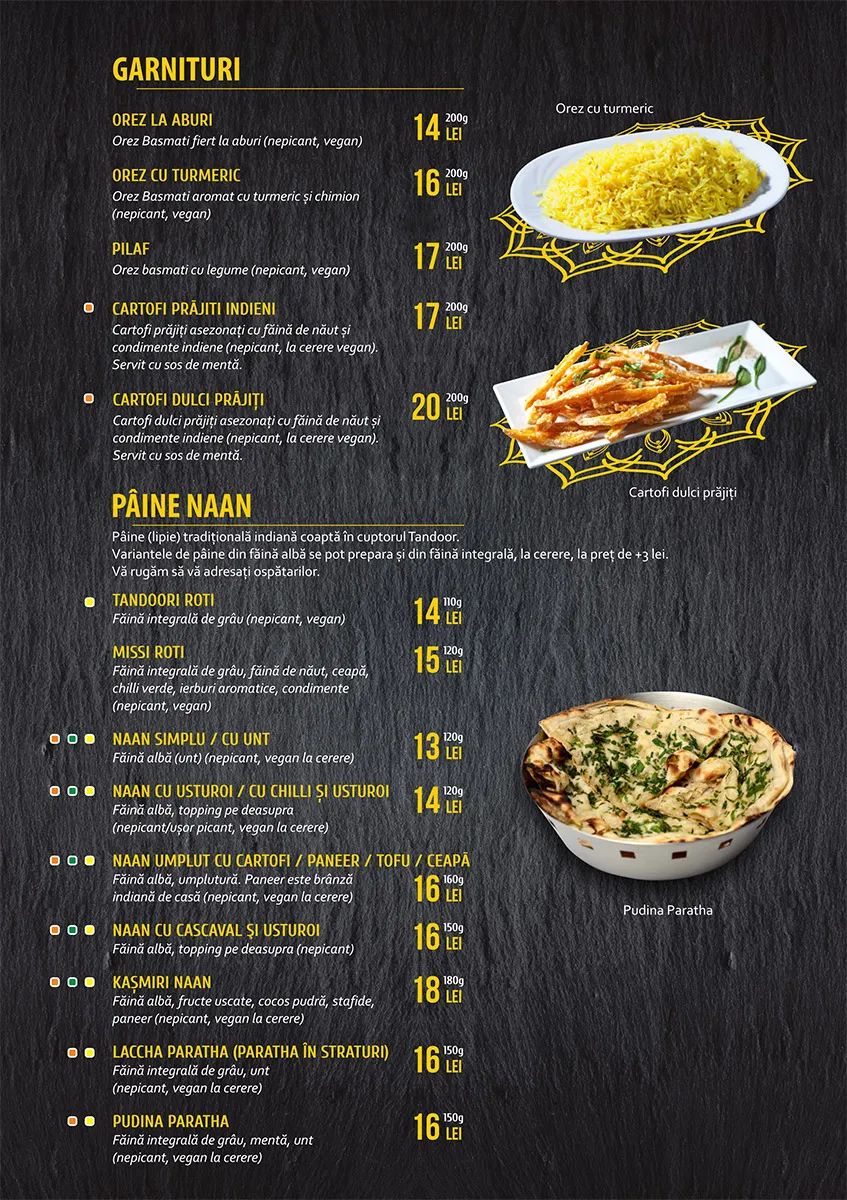 GARNITURI
OREZ LA ABURI
14 200g LEI
Orez Basmati fiert la aburi (nepicant, vegan)
OREZ CU TURMERIC
16 200g LEI
Orez Basmati aromat cu turmeric și chimion
(nepicant, vegan)
PILAF
17 200g LEI
Orez basmati cu legume (nepicant, vegan)
CARTOFI PRĂJITI INDIENI
17 200g LEI
Cartofi prăjiți asezonați cu făină de năut și
condimente indiene (nepicant, la cerere vegan).
Servit cu sos de mentă.
CARTOFI DULCI PRĂJIȚI
20 200g LEI
Cartofi dulci prăjiți asezonați cu făină de năut și
condimente indiene (nepicant, la cerere vegan).
Servit cu sos de mentă.
Orez cu turmeric
Cartofi dulci prăjiți
PÂINE NAAN
Pâine (lipie) tradițională indiană coaptă în cuptorul Tandoor.
Variantele de pâine din făină albă se pot prepara și din făină integrală, la cerere, la preț de +3 lei.
Vă rugăm să vă adresați ospătarilor.
TANDOORI ROTI
14 110g LEI
Făină integrală de grâu (nepicant, vegan)
MISSI ROTI
15 120g LEI
Făină integrală de grâu, făină de năut, ceapă,
chilli verde, ierburi aromatice, condimente
(nepicant, vegan)
NAAN SIMPLU / CU UNT
13 120g LEI
Făină albă (unt) (nepicant, vegan la cerere)
NAAN CU USTUROI / CU CHILLI ȘI USTUROI
14 120g LEI
Făină albă, topping pe deasupra
(nepicant/ușor picant, vegan la cerere)
NAAN UMPLUT CU CARTOFI / PANEER / TOFU / CEAPĂ
16 160g LEI
Făină albă, umplutură. Paneer este brânză
indiană de casă (nepicant, vegan la cerere)
NAAN CU CASCAVAL ȘI USTUROI
16 150g LEI
Făină albă, topping pe deasupra (nepicant)
KAȘMIRI NAAN
18 180g LEI
Făină albă, fructe uscate, cocos pudră, stafide,
paneer (nepicant, vegan la cerere)
LACCHA PARATHA (PARATHA ÎN STRATURI)
16 150g LEI
Făină integrală de grâu, unt
(nepicant, vegan la cerere)
PUDINA PARATHA
16 150g LEI
Făină integrală de grâu, mentă, unt
(nepicant, vegan la cerere)
Pudina Paratha